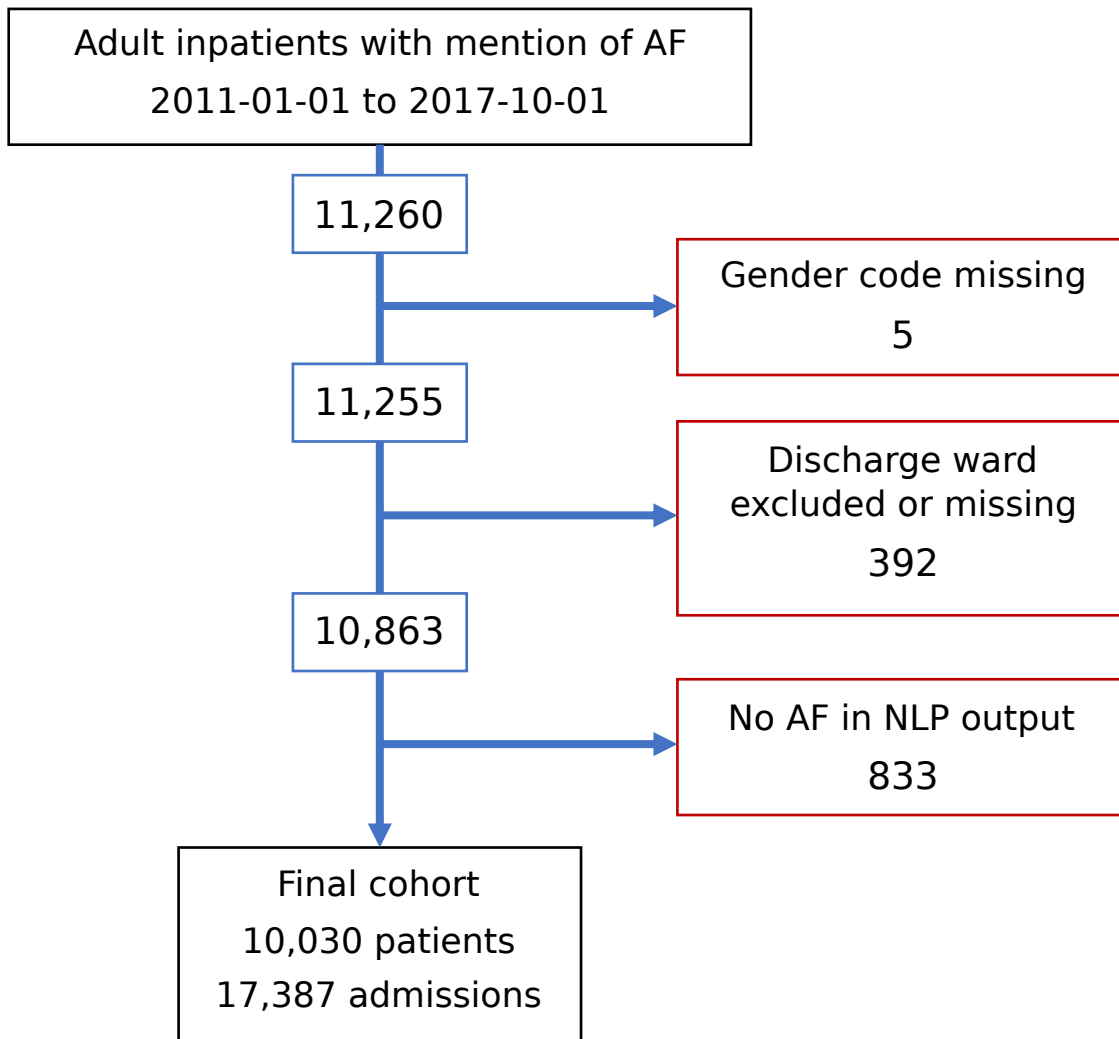 Adult inpatients with mention of AF
2011-01-01 to 2017-10-01
11,260
Gender code missing
5
11,255
Discharge ward
excluded or missing
392
10,863
No AF in NLP output
833
Final cohort
10,030 patients
17,387 admissions